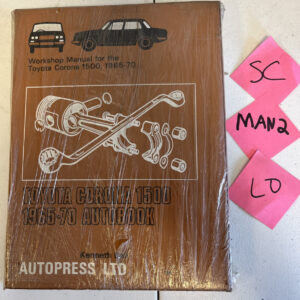 Workshop Manual for the
Toyota Corona 1500, 1965-70
TOYOTA CORONA 1500
1965-70 AUTOBOOK
Kenneth
AUTOPRESS LTD
SC
MAN2
LO